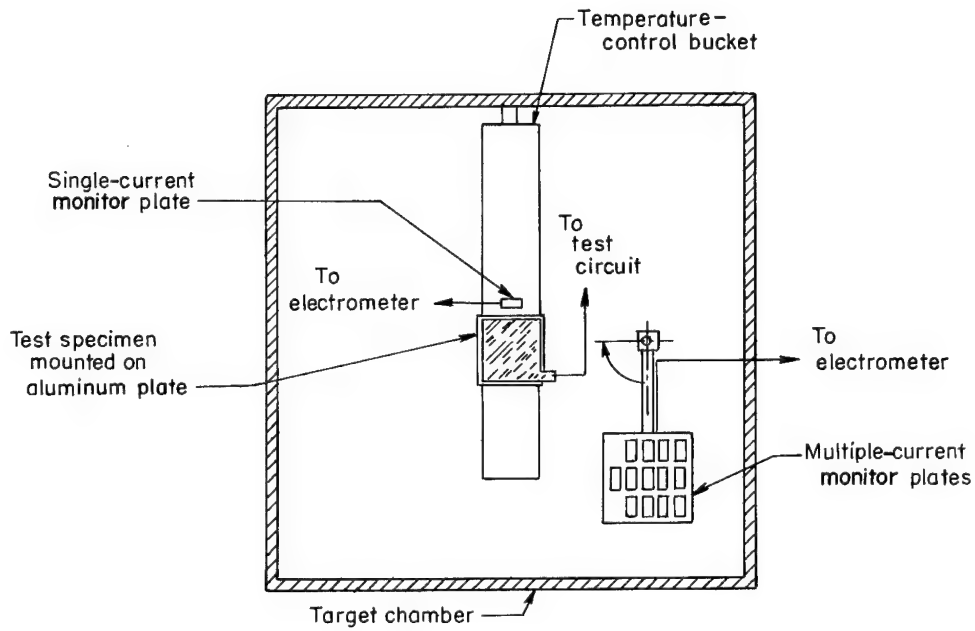 Temperature-
control bucket
Single-current
monitor plate
To
test
circuit
To
electrometer
Test specimen
mounted on
aluminum plate
To
electrometer
Multiple-current
monitor plates
Target chamber